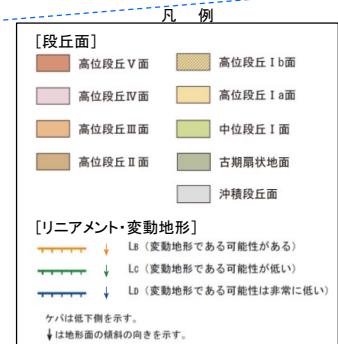 凡 例
[段丘面]
高位段丘Ⅴ面
高位段丘Ⅳ面
高位段丘Ⅲ面
高位段丘Ⅱ面
高位段丘Ⅰb面
高位段丘Ⅰa面
中位段丘Ⅰ面
古期扇状地面
沖積段丘面
[リニアメント・変動地形]
LB（変動地形である可能性がある）
LC（変動地形である可能性が低い）
LD（変動地形である可能性は非常に低い）
ケバは低下側を示す。
↓は地形面の傾斜の向きを示す。